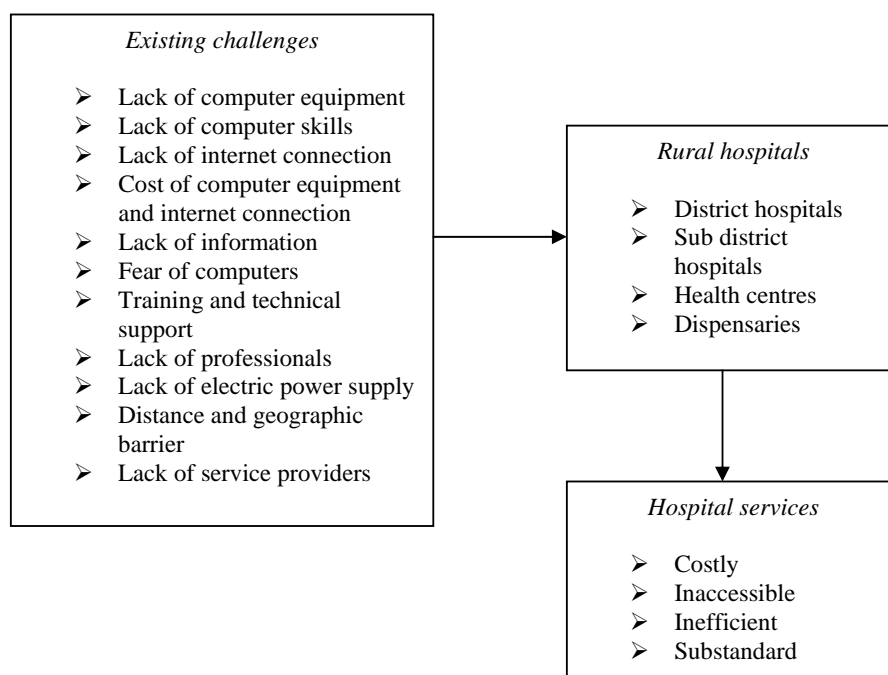 Existing challenges
➢ Lack of computer equipment
➢ Lack of computer skills
➢ Lack of internet connection
➢ Cost of computer equipment
and internet connection
➢ Lack of information
➢ Fear of computers
➢ Training and technical
support
➢ Lack of professionals
➢ Lack of electric power supply
➢ Distance and geographic
barrier
➢ Lack of service providers
Rural hospitals
➢ District hospitals
➢ Sub district
hospitals
➢ Health centres
➢ Dispensaries
Hospital services
➢ Costly
➢ Inaccessible
➢ Inefficient
➢ Substandard